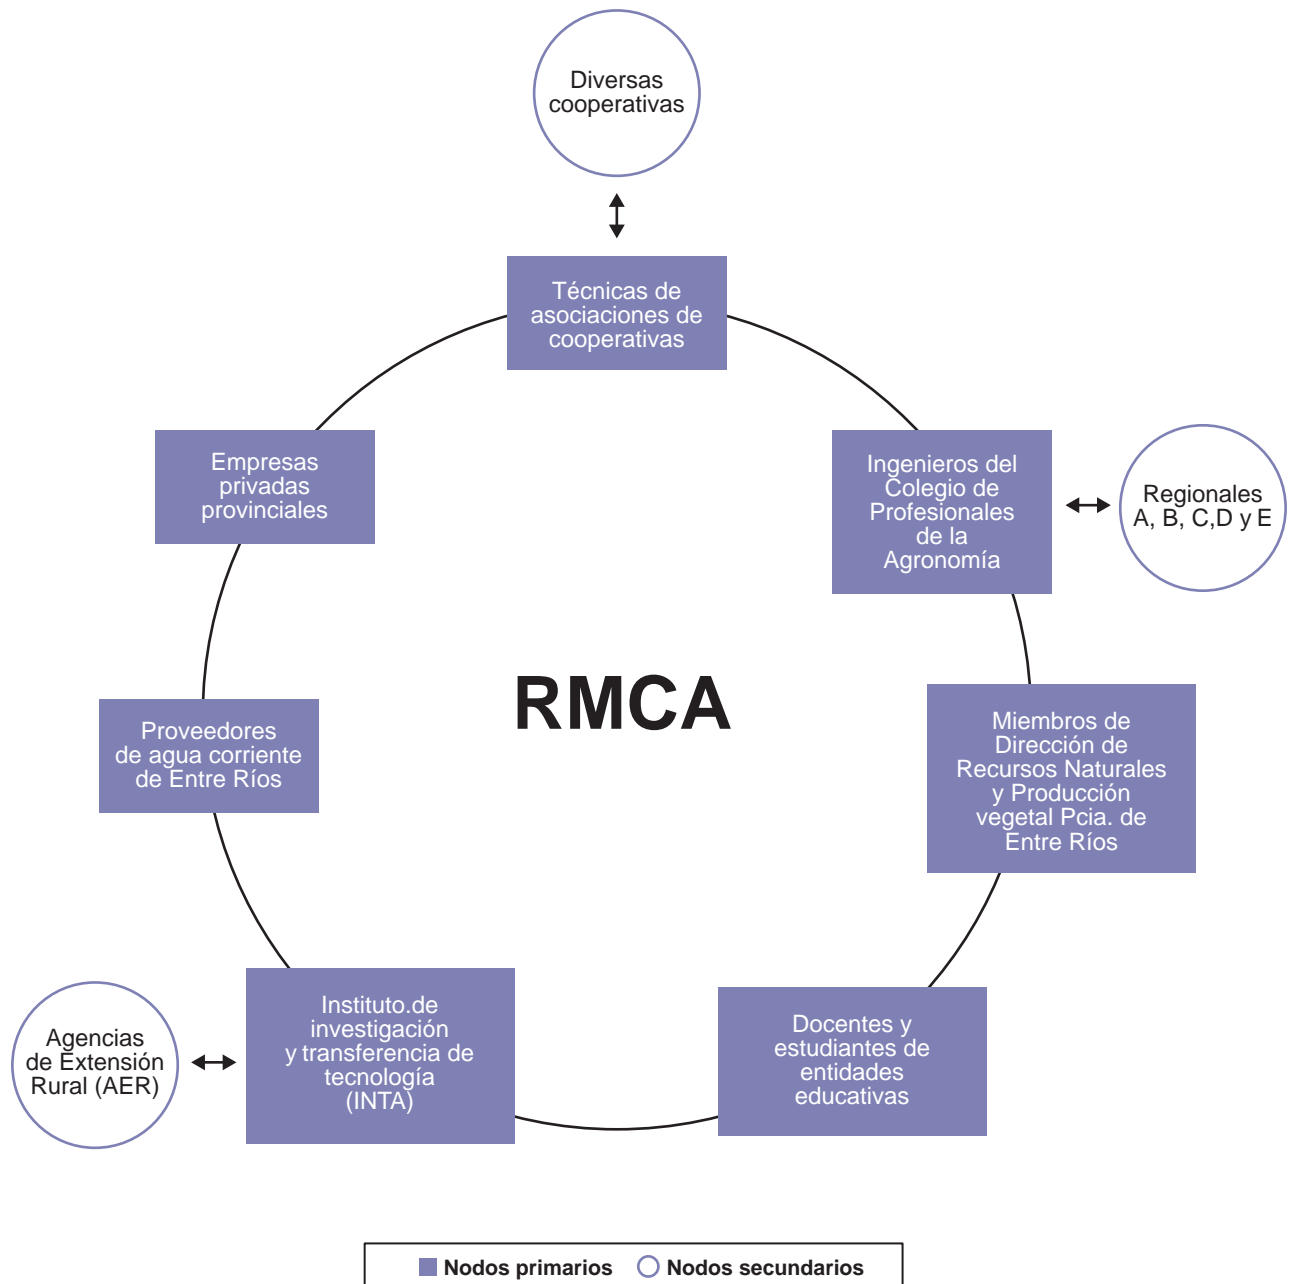 Diversas
cooperativas
Técnicas de
asociaciones de
cooperativas
Empresas
privadas
provinciales
Ingenieros del
Colegio de
Profesionales
de la
Agronomía
Regionales
A, B, C,D y E
RMCA
Proveedores
de agua corriente
de Entre Ríos
Miembros de
Dirección de
Recursos Naturales
y Producción
vegetal Pcia. de
Entre Ríos
Agencias
de Extensión
Rural (AER)
Instituto.de
investigación
y transferencia de
tecnología
(INTA)
Docentes y
estudiantes de
entidades
educativas
Nodos primarios Nodos secundarios